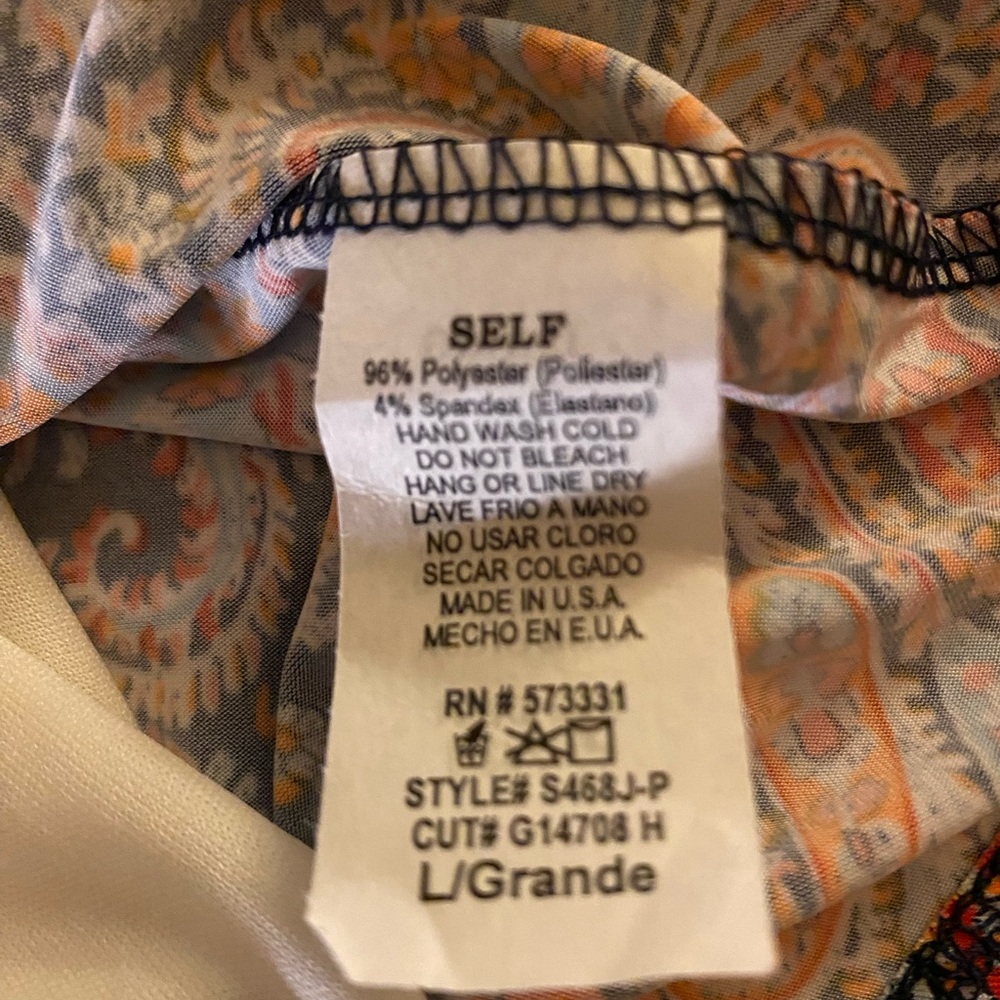 SELF
96% Polyester (Poliester)
4% Spandex (Elastano)
HAND WASH COLD
DO NOT BLEACH
HANG OR LINE DRY
LAVE FRIO A MANO
NO USAR CLORO
SECAR COLGADO
MADE IN U.S.A.
MECHO EN E.U.A.
RN # 573331
STYLE# S468J-P
CUT# G14708 H
L/Grande